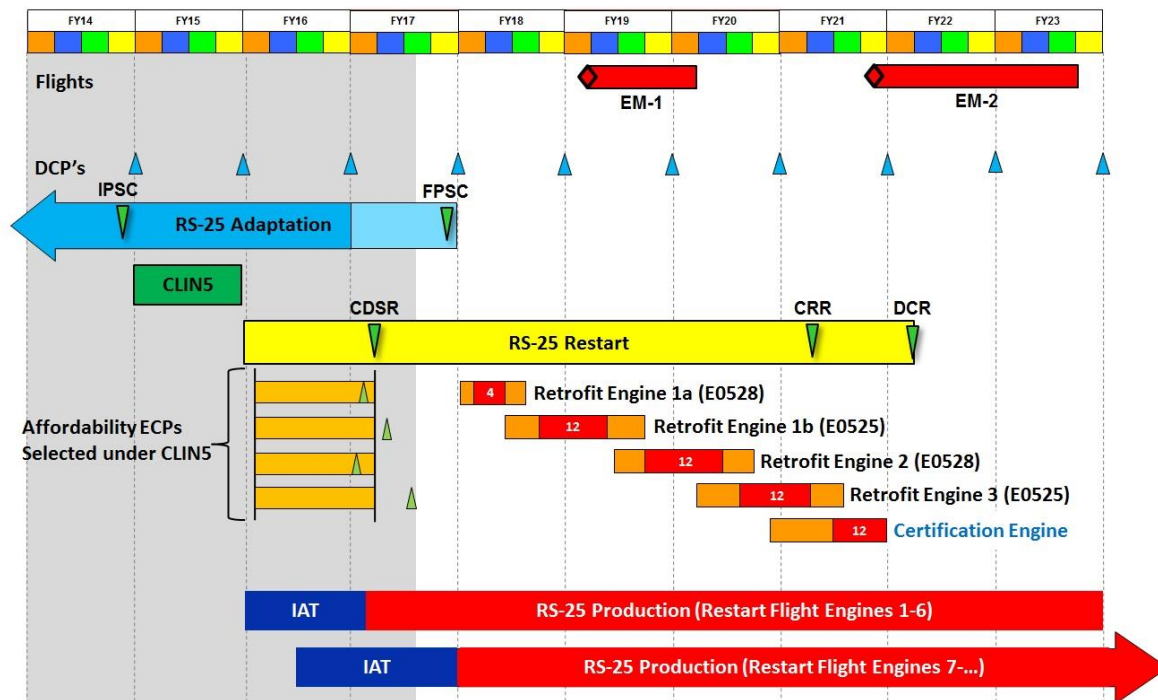 FY14 FY15 FY16 FY17 FY18 FY19 FY20 FY21 FY22 FY23
Flights
EM-1
EM-2
DCP's
IPSC
FPSC
RS-25 Adaptation
CLIN5
CDSR
CRR
DCR
RS-25 Restart
Affordability ECPs
Selected under CLIN5
4
Retrofit Engine 1a (E0528)
12
Retrofit Engine 1b (E0525)
12
Retrofit Engine 2 (E0528)
12
Retrofit Engine 3 (E0525)
12
Certification Engine
IAT
RS-25 Production (Restart Flight Engines 1-6)
IAT
RS-25 Production (Restart Flight Engines 7-...)